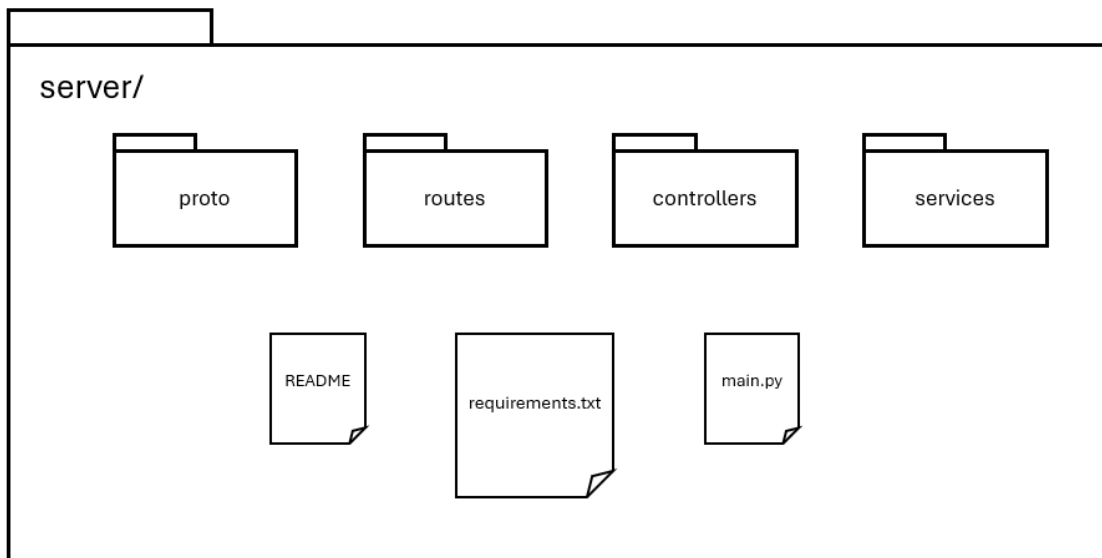 server/
proto
routes
controllers
services
README
requirements.txt
main.py